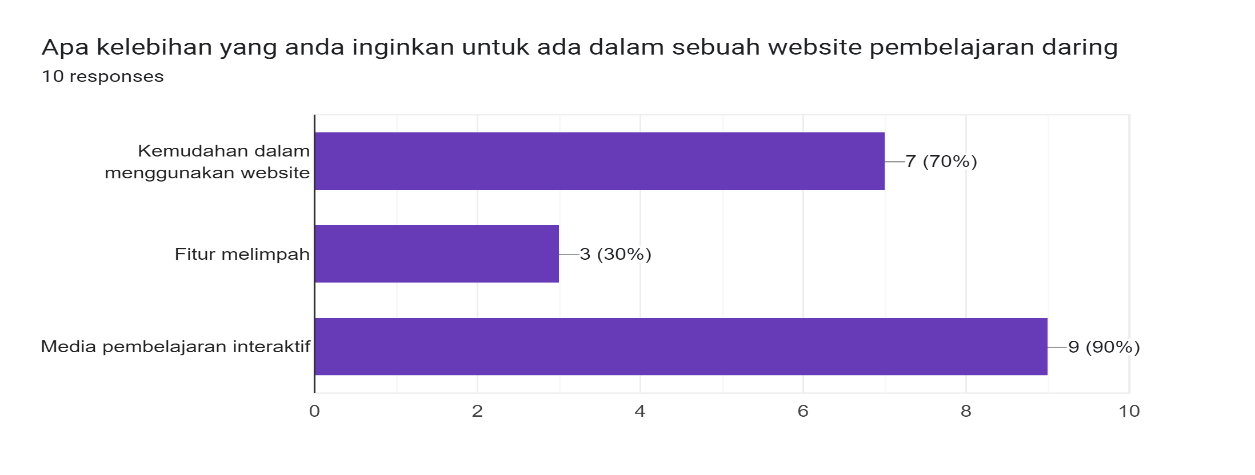 Apa kelebihan yang anda inginkan untuk ada dalam sebuah website pembelajaran daring
10 responses
Kemudahan dalam
menggunakan website
7 (70%)
Fitur melimpah
3 (30%)
Media pembelajaran interaktif
9 (90%)
0 2 4 6 8 10